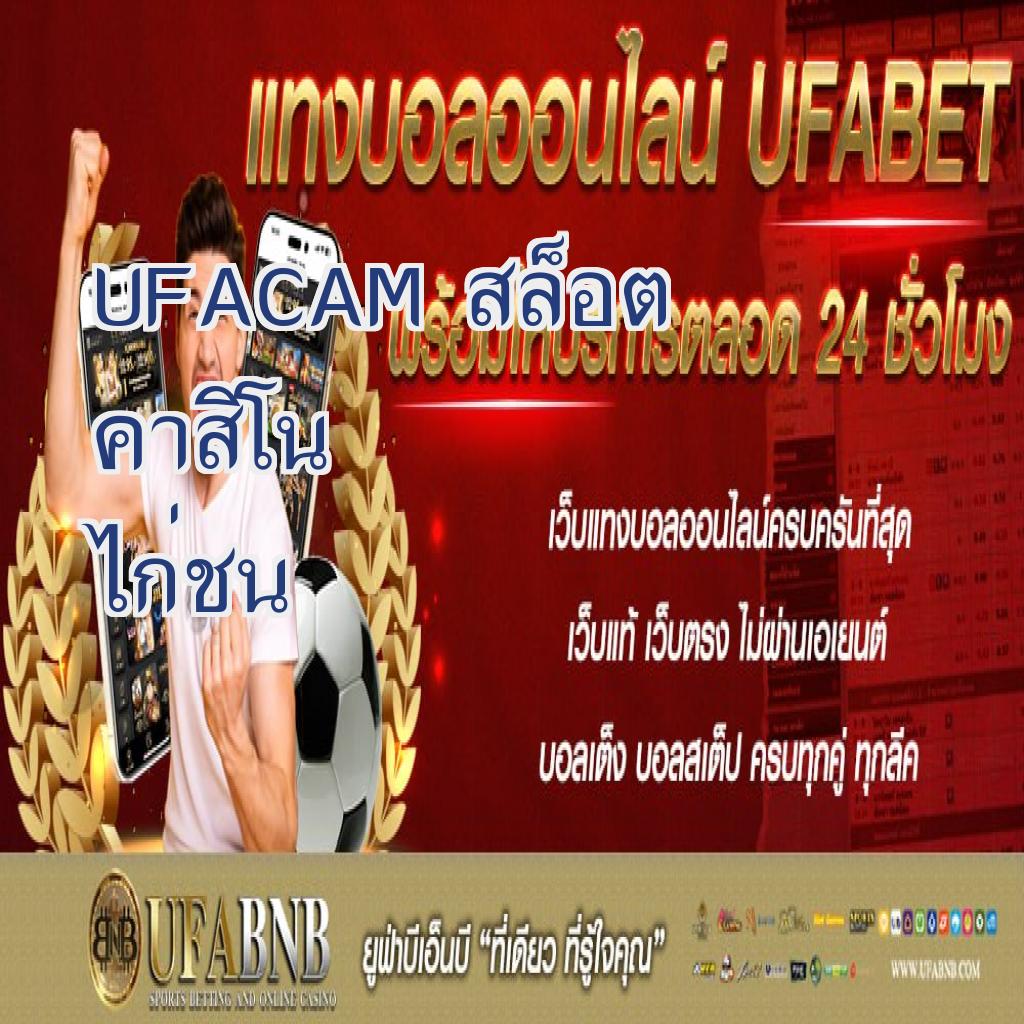 แทงบอลออนไลน์ UFABET
UFACAM สล็อต
พร้อมให้บริการตลอด 24 ชั่วโมง
คาสิโน
ไก่ชน
เว็บแทงบอลออนไลน์ครบครันที่สุด
เว็บแท้ เว็บตรง ไม่ผ่านเอเยนต์
บอลเต็ง บอลสเต็ป ครบทุกคู่ ทุกลีค
UFABNB
SPORTS BETTING AND ONLINE CASINO
ยูฟ่าบีเอ็นบี “ที่เดียว ที่รู้ใจคุณ”
WWW.UFABNB.COM